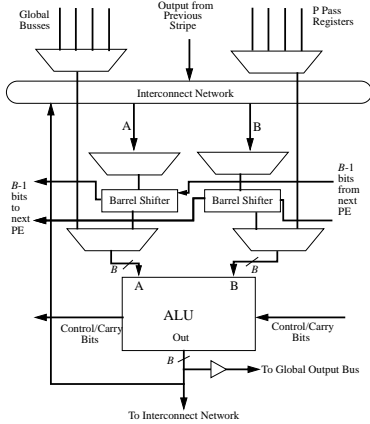 Global
Busses
Output from
Previous
Stripe
P Pass
Registers
Interconnect Network
A
B
B-1
bits
to
next
PE
Barrel Shifter
Barrel Shifter
B-1
bits
from
next PE
B
B
A
B
ALU
Out
Control/Carry
Bits
Control/Carry
Bits
B
To Global Output Bus
To Interconnect Network